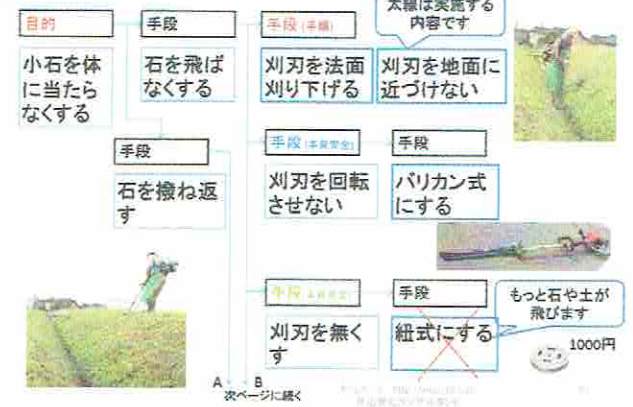 太線は実施する
内容です
目的
手段
手段 (手順)
小石を体
に当たら
なくする
石を飛ば
なくする
刈刃を法面
刈り下げる
刈刃を地面に
近づけない
手段
手段 (本質安全)
手段
石を撥ね返
す
刈刃を回転
させない
バリカン式
にする
手段
手段
もっと石や土が
飛びます
刈刃を無く
す
紐式にする
1000円
A
B
次ページに続く